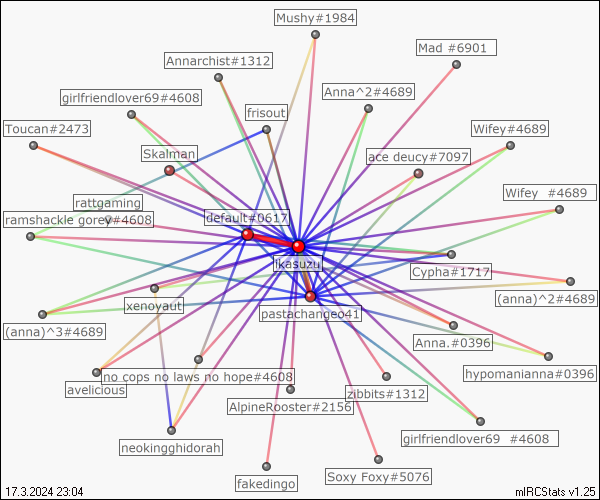 Mushy#1984
Mad #6901
Annarchist#1312
girlfriendlover69#4608
Anna^2#4689
frisout
Toucan#2473
Wifey#4689
Skalman
ace deucy#7097
rattgaming
Wifey #4689
ramshackle gorey#4608
default#0617
ikasuzu
Cypha#1717
xenoyaut
(anna)^2#4689
pastachangeo41
(anna)^3#4689
Anna.#0396
no cops no laws no hope#4608
hypomanianna#0396
avelicious
zibbits#1312
AlpineRooster#2156
girlfriendlover69 #4608
neokingghidorah
Soxy Foxy#5076
fakedingo
17.3.2024 23:04
mIRCStats v1.25